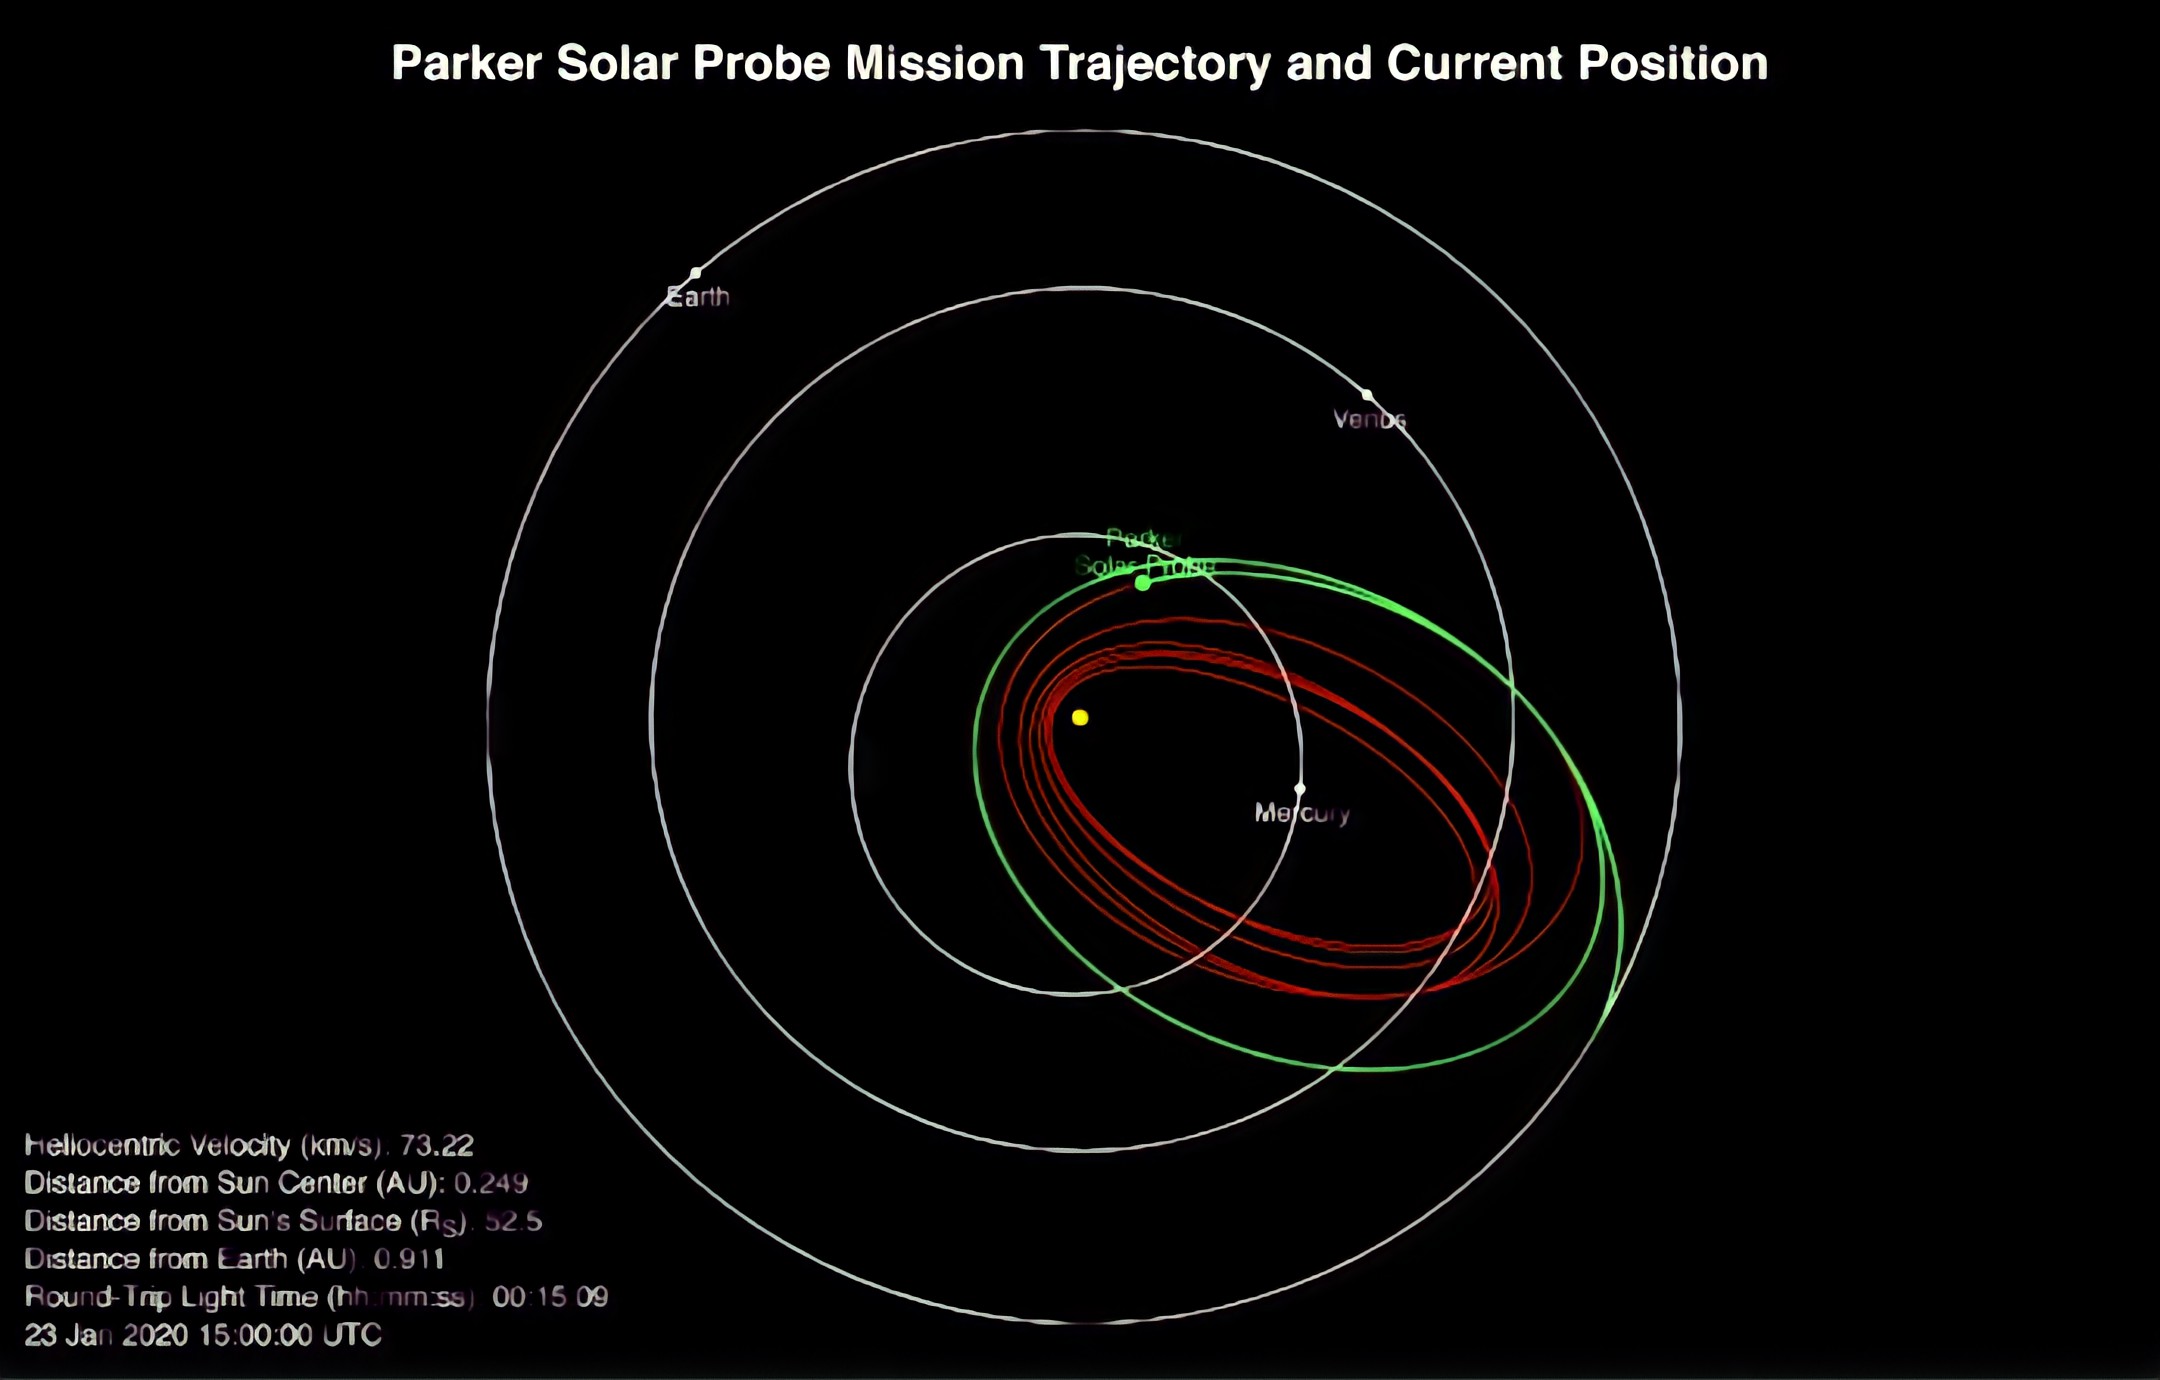 Parker Solar Probe Mission Trajectory and Current Position
Earth
Venus
Parker
Solar Probe
Mercury
Heliocentric Velocity (km/s): 73.22
Distance from Sun Center (AU): 0.249
Distance from Sun's Surface (RS): 52.5
Distance from Earth (AU): 0.911
Round-Trip Light Time (hh:mm:ss): 00:15:09
23 Jan 2020 15:00:00 UTC